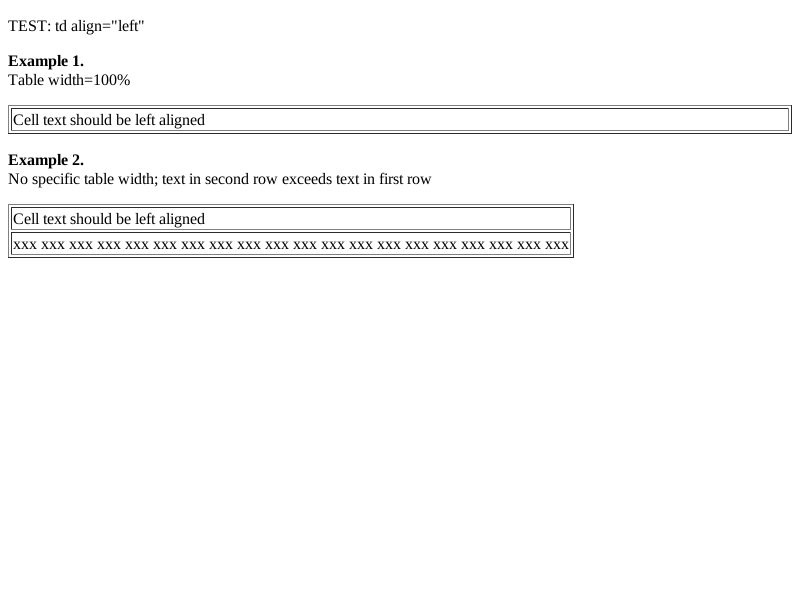 TEST: td align="left"
Example 1.
Table width=100%
Cell text should be left aligned
Example 2.
No specific table width; text in second row exceeds text in first row
Cell text should be left aligned
xxx xxx xxx xxx xxx xxx xxx xxx xxx xxx xxx xxx xxx xxx xxx xxx xxx xxx xxx xxx